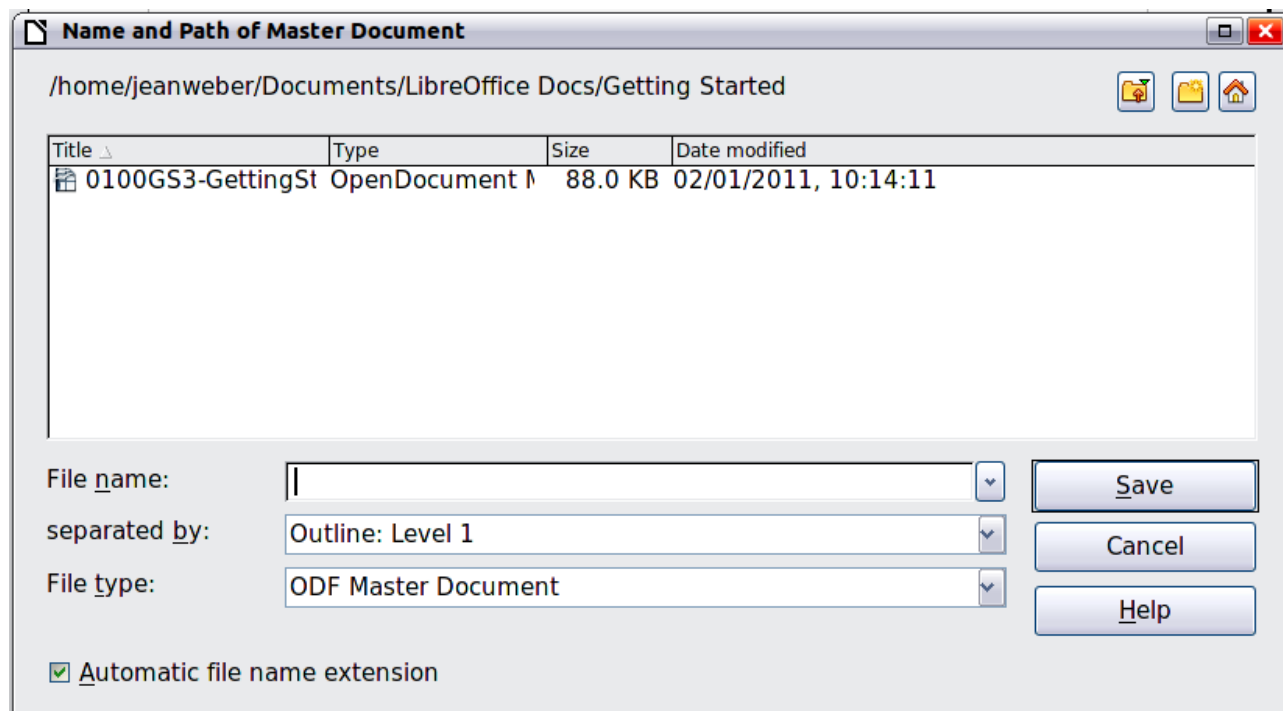 Name and Path of Master Document
/home/jeanweber/Documents/LibreOffice Docs/Getting Started
Title Type Size Date modified
0100GS3-GettingSt OpenDocument M 88.0 KB 02/01/2011, 10:14:11
File name:
Save
separated by: Outline: Level 1
Cancel
File type: ODF Master Document
Help
Automatic file name extension